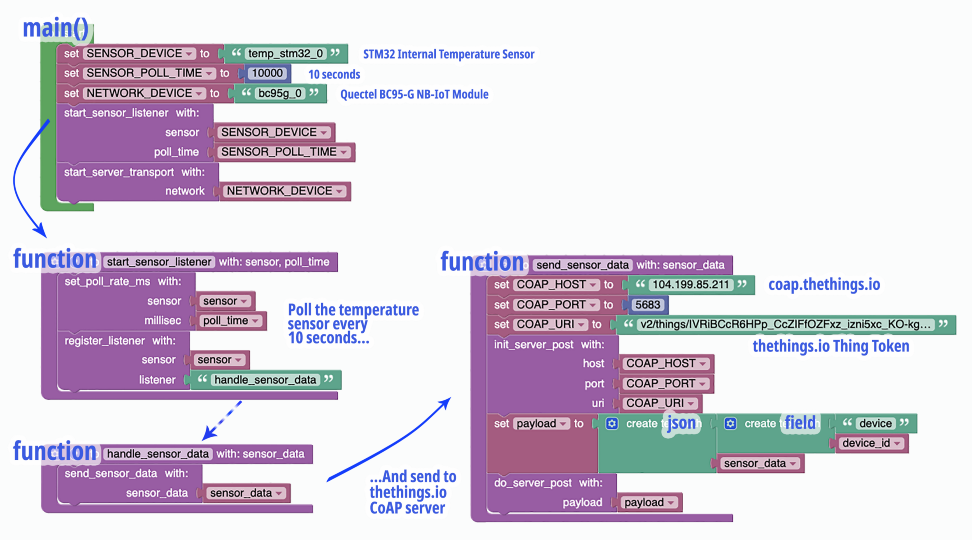 main()
set SENSOR_DEVICE to “ temp_stm32_0 ” STM32 Internal Temperature Sensor
set SENSOR_POLL_TIME to 10000 10 seconds
set NETWORK_DEVICE to “ bc95g_0 ” Quectel BC95-G NB-IoT Module
start_sensor_listener with:
sensor SENSOR_DEVICE
poll_time SENSOR_POLL_TIME
start_server_transport with:
network NETWORK_DEVICE
function start_sensor_listener with: sensor, poll_time
set_poll_rate_ms with:
sensor sensor
millisec poll_time
register_listener with:
sensor sensor
listener “ handle_sensor_data ”
Poll the temperature
sensor every
10 seconds...
function handle_sensor_data with: sensor_data
send_sensor_data with:
sensor_data sensor_data
...And send to
thethings.io
CoAP server
function send_sensor_data with: sensor_data
set COAP_HOST to “ 104.199.85.211 ” coap.thethings.io
set COAP_PORT to 5683
set COAP_URI to “ v2/things/IVRiBCcR6HPp_CcZIFfOZFxz_izni5xc_KO-kg... ”
thethings.io Thing Token
init_server_post with:
host COAP_HOST
port COAP_PORT
uri COAP_URI
set payload to create json create field “ device ”
device_id
sensor_data
do_server_post with:
payload payload